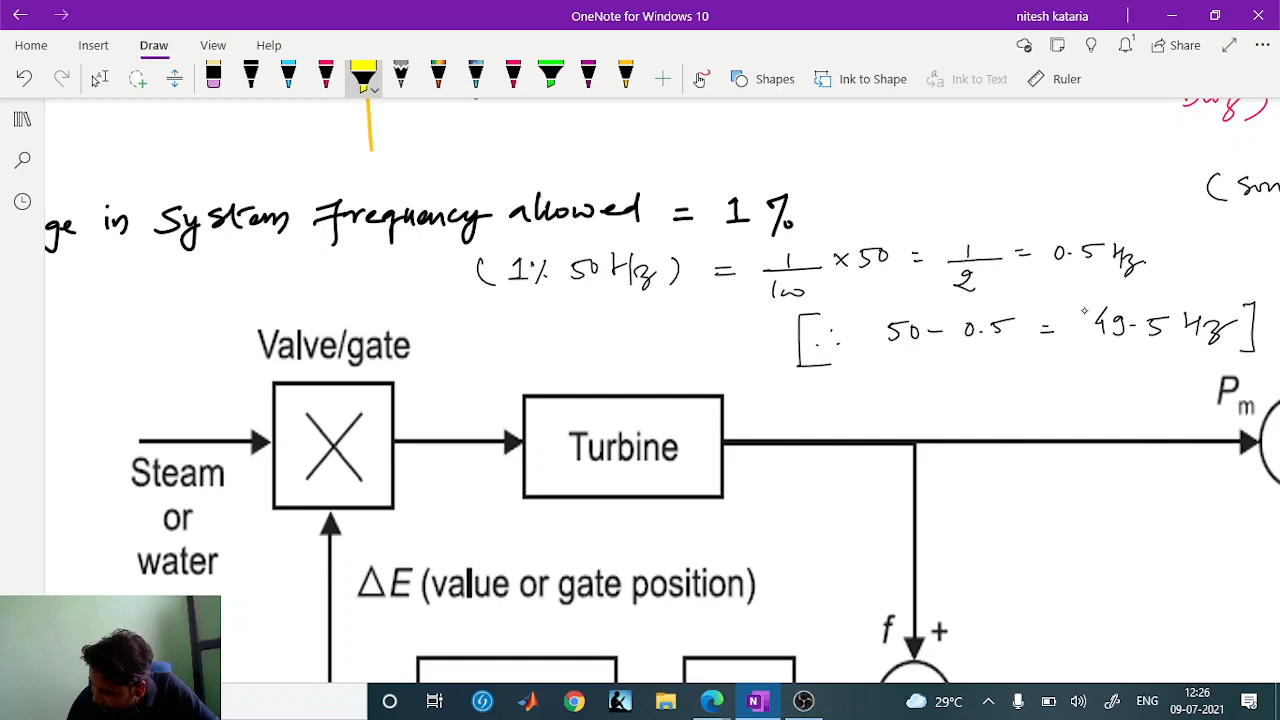 OneNote for Windows 10
nitesh kataria
Home Insert Draw View Help
Share
Shapes
Ink to Shape
Ink to Text
Ruler
ge in System frequency allowed = 1 %
( 1% 50 Hz ) = 1/100 × 50 = 1/2 = 0.5 Hz.
[ ∴ 50 - 0.5 = 49.5 Hz ]
Valve/gate
Pm
Turbine
Steam
or
water
ΔE (value or gate position)
f +
29°C
ENG
12:26
09-07-2021